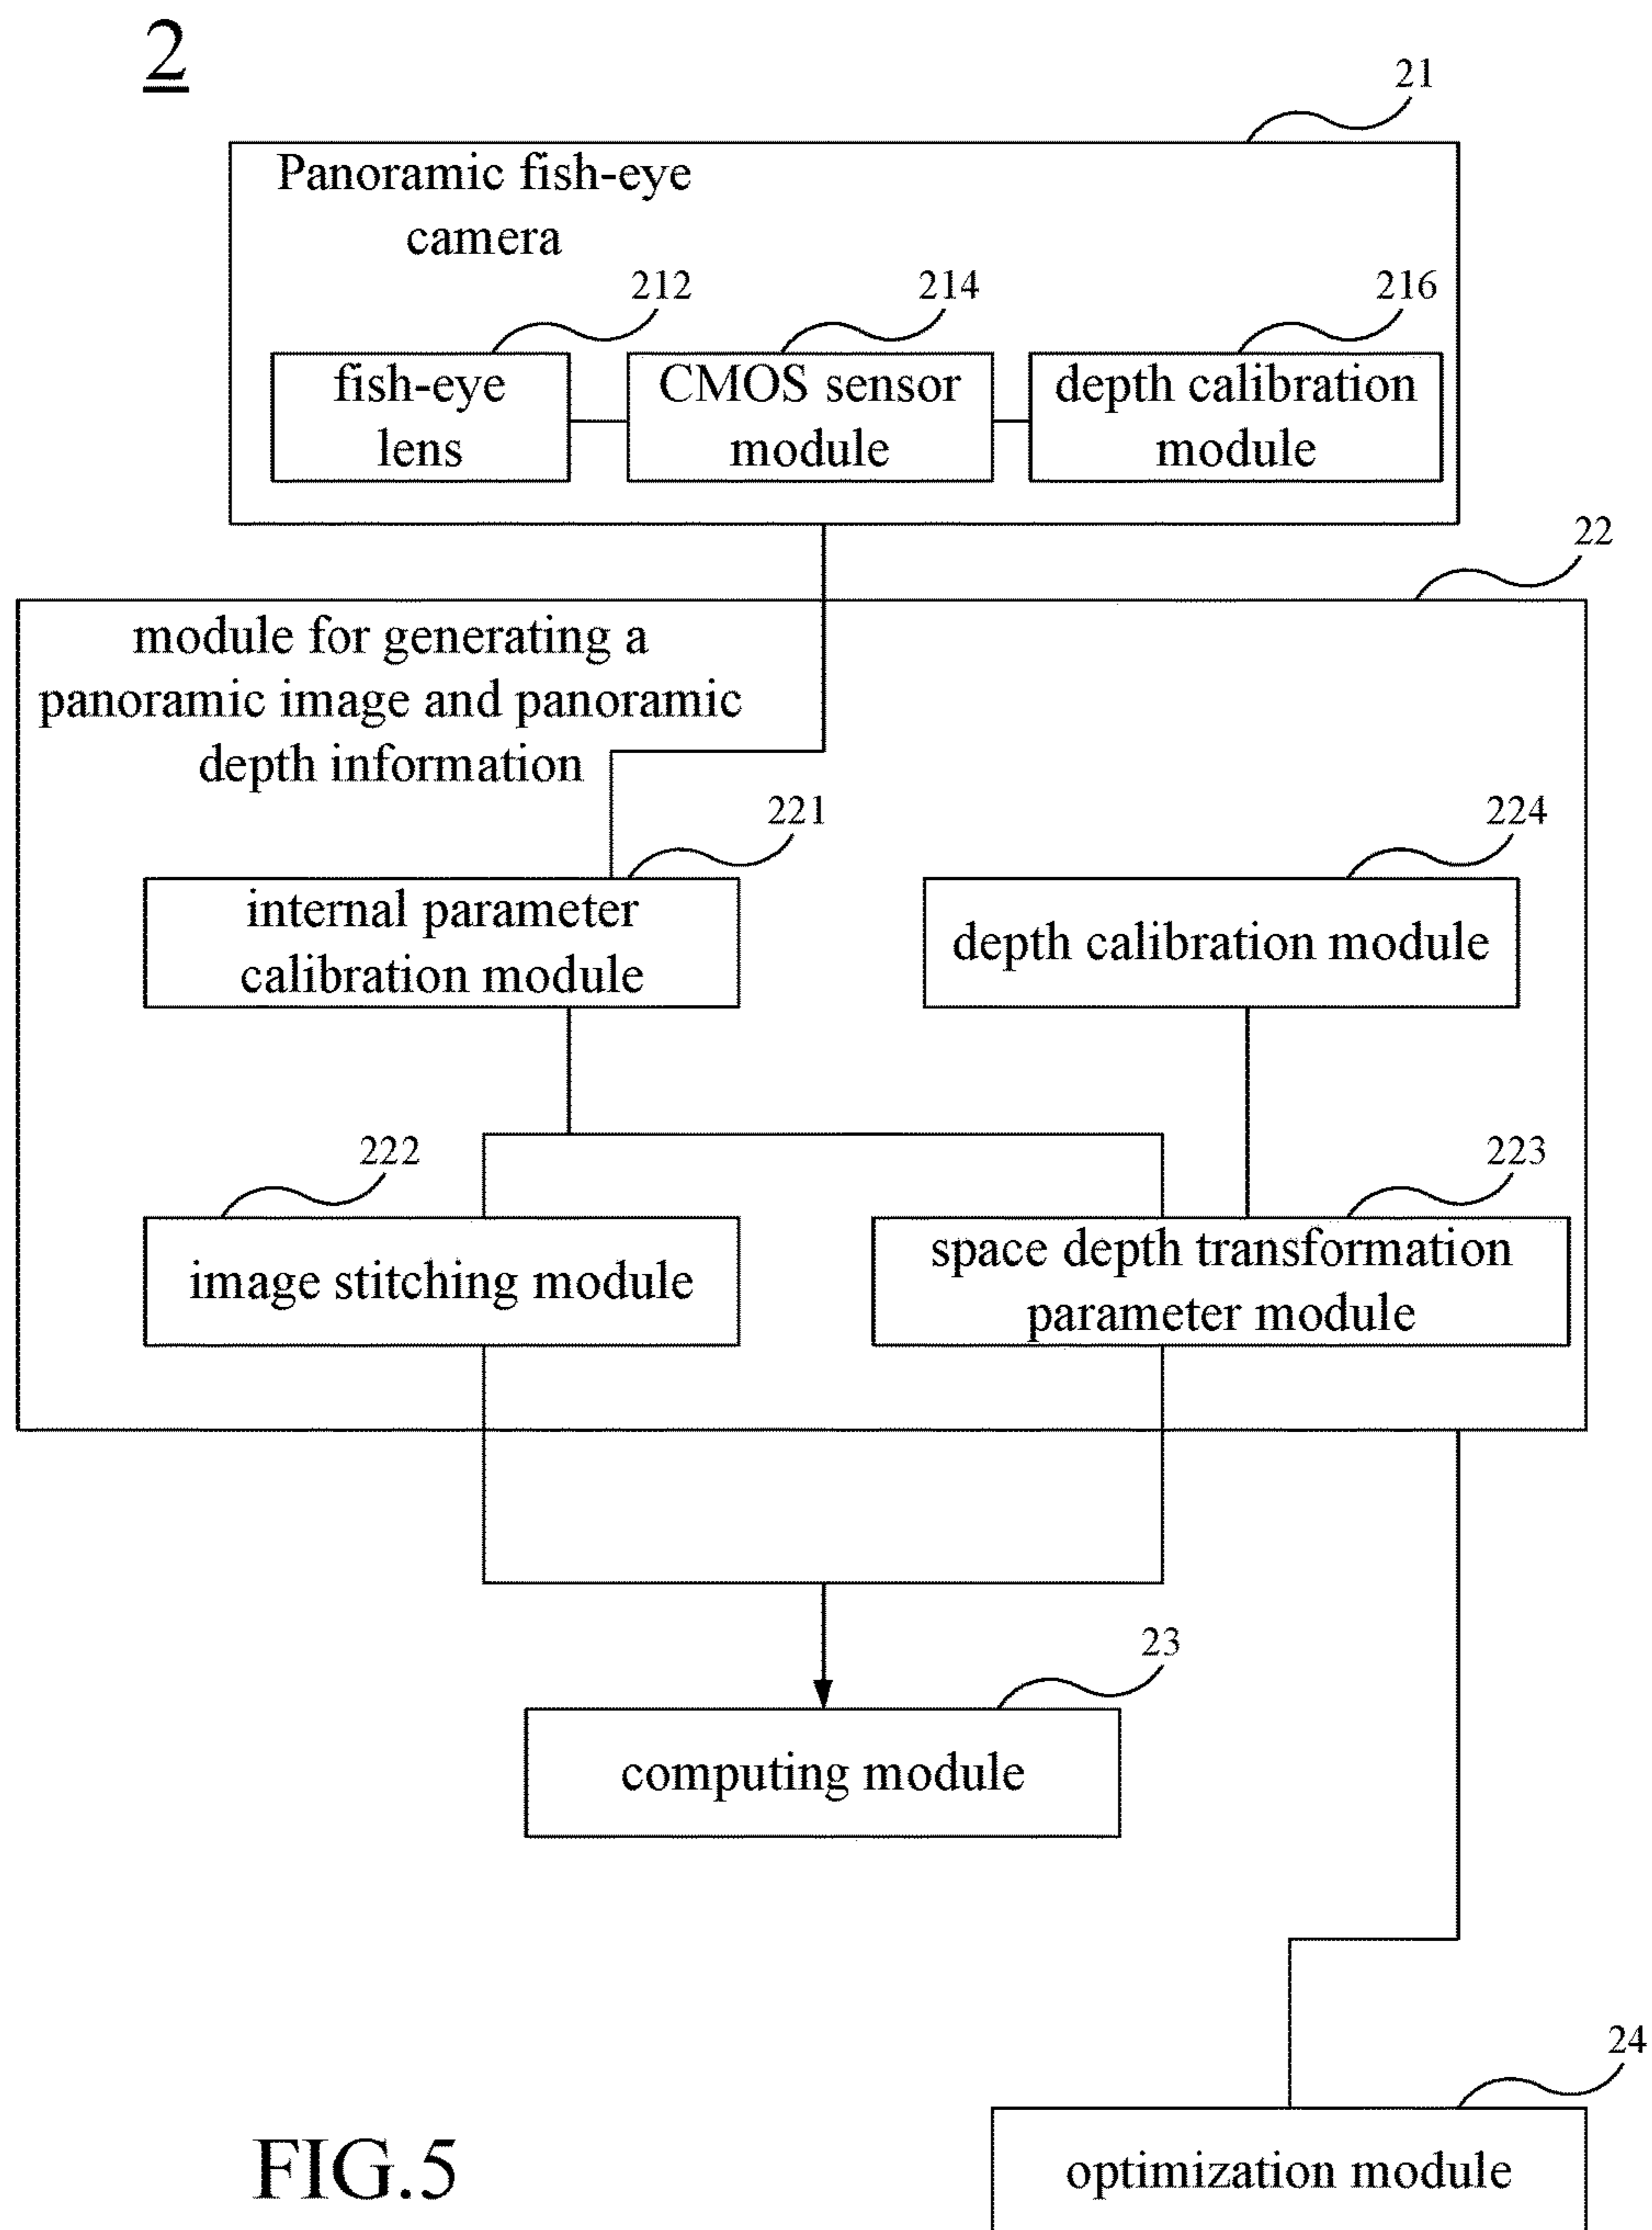 2
21
Panoramic fish-eye
camera
212
214
216
fish-eye
lens
CMOS sensor
module
depth calibration
module
22
module for generating a
panoramic image and panoramic
depth information
221
224
internal parameter
calibration module
depth calibration module
222
223
image stitching module
space depth transformation
parameter module
23
computing module
24
optimization module
FIG.5